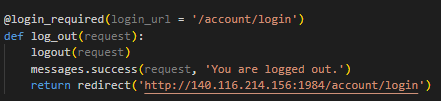 @login_required(login_url = '/account/login')
def log_out(request):
    logout(request)
    messages.success(request, 'You are logged out.')
    return redirect('http://140.116.214.156:1984/account/login')